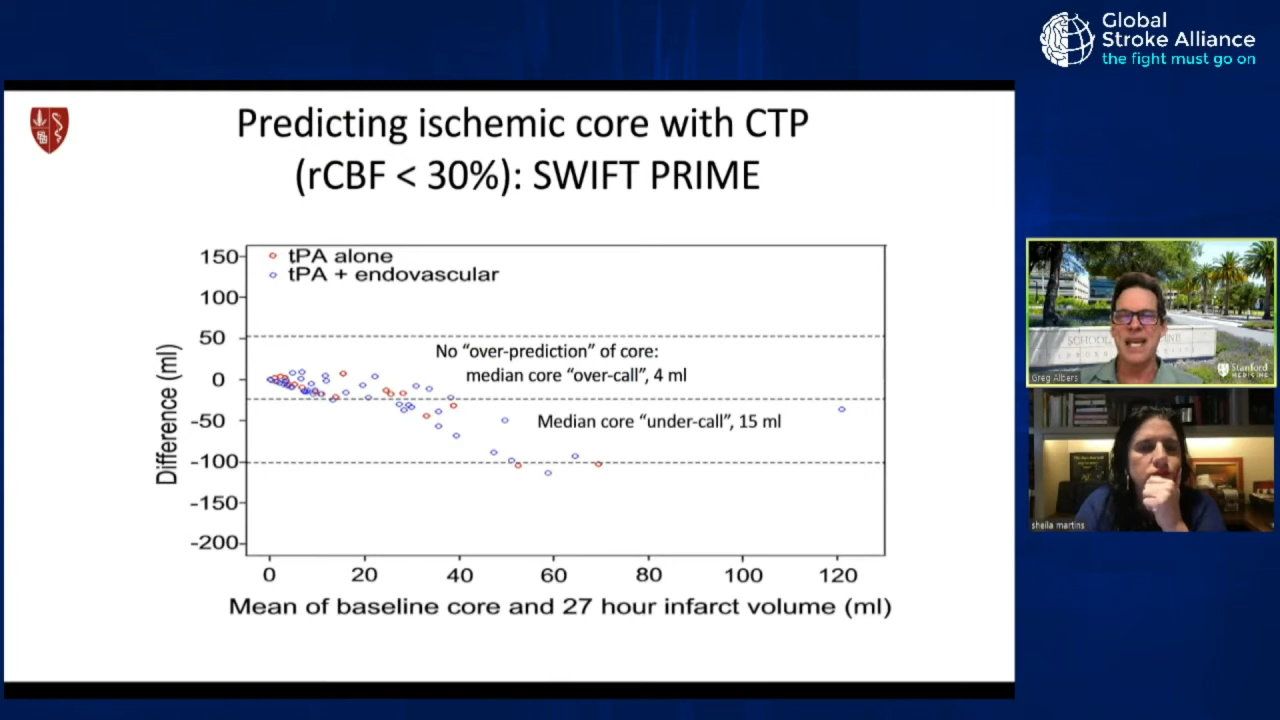 Global
Stroke Alliance
the fight must go on
Predicting ischemic core with CTP
(rCBF < 30%): SWIFT PRIME
150
100
50
0
-50
-100
-150
-200
Difference (ml)
tPA alone
tPA + endovascular
No “over-prediction” of core:
median core “over-call”, 4 ml
Median core “under-call”, 15 ml
0 20 40 60 80 100 120
Mean of baseline core and 27 hour infarct volume (ml)
SCHOOL
Greg Albers
Stanford
MEDICINE
sheila martins